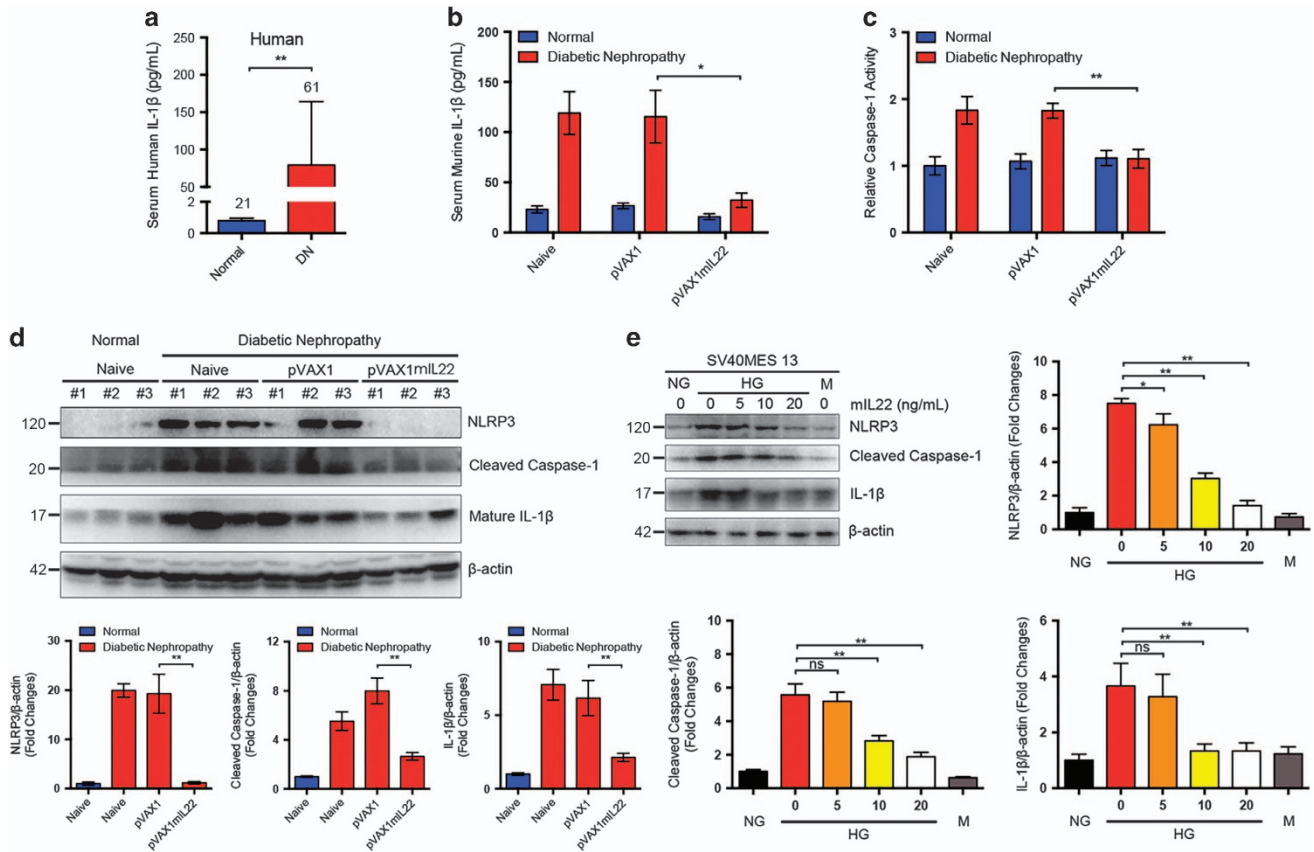 a
Human
Serum Human IL-1β (pg/mL)
250
200
150
100
50
2
0
**
21
61
Normal
DN
b
Serum Murine IL-1β (pg/mL)
200
150
100
50
0
Normal
Diabetic Nephropathy
*
Naive
pVAX1
pVAX1mIL22
c
Relative Caspase-1 Activity
3
2
1
0
Normal
Diabetic Nephropathy
**
Naive
pVAX1
pVAX1mIL22
d
Normal Diabetic Nephropathy
Naive Naive pVAX1 pVAX1mIL22
#1 #2 #3 #1 #2 #3 #1 #2 #3 #1 #2 #3
120 NLRP3
20 Cleaved Caspase-1
17 Mature IL-1β
42 β-actin
NLRP3/β-actin
(Fold Changes)
30
20
10
0
Normal
Diabetic Nephropathy
**
Naive
Naive
pVAX1
pVAX1mIL22
Cleaved Caspase-1/β-actin
(Fold Changes)
12
8
4
0
Normal
Diabetic Nephropathy
**
Naive
Naive
pVAX1
pVAX1mIL22
IL-1β/β-actin
(Fold Changes)
10
5
0
Normal
Diabetic Nephropathy
**
Naive
Naive
pVAX1
pVAX1mIL22
e
SV40MES 13
NG HG M
0 0 5 10 20 0 mIL22 (ng/mL)
120 NLRP3
20 Cleaved Caspase-1
17 IL-1β
42 β-actin
NLRP3/β-actin (Fold Changes)
10
8
6
4
2
0
**
**
*
0 5 10 20
NG HG M
Cleaved Caspase-1/β-actin
(Fold Changes)
10
8
6
4
2
0
**
**
ns
0 5 10 20
NG HG M
IL-1β/β-actin (Fold Changes)
6
4
2
0
**
**
ns
0 5 10 20
NG HG M